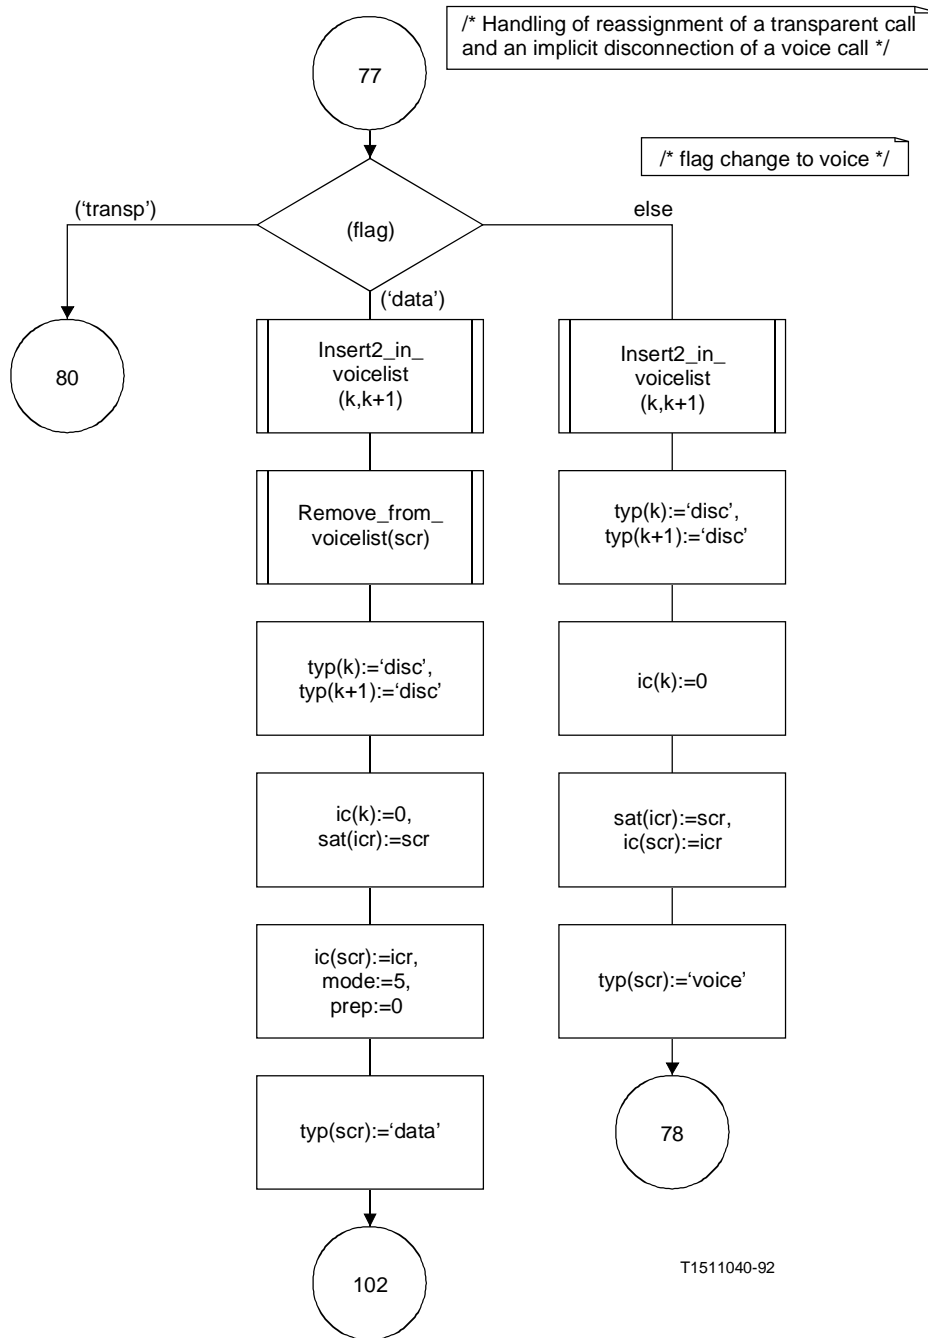 /* Handling of reassignment of a transparent call
and an implicit disconnection of a voice call */
77
/* flag change to voice */
(‘transp’)
else
(flag)
(‘data’)
80
Insert2_in_
voicelist
(k,k+1)
Remove_from_
voicelist(scr)
typ(k):=‘disc’,
typ(k+1):=‘disc’
ic(k):=0,
sat(icr):=scr
ic(scr):=icr,
mode:=5,
prep:=0
typ(scr):=‘data’
102
Insert2_in_
voicelist
(k,k+1)
typ(k):=‘disc’,
typ(k+1):=‘disc’
ic(k):=0
sat(icr):=scr,
ic(scr):=icr
typ(scr):=‘voice’
78
T1511040-92